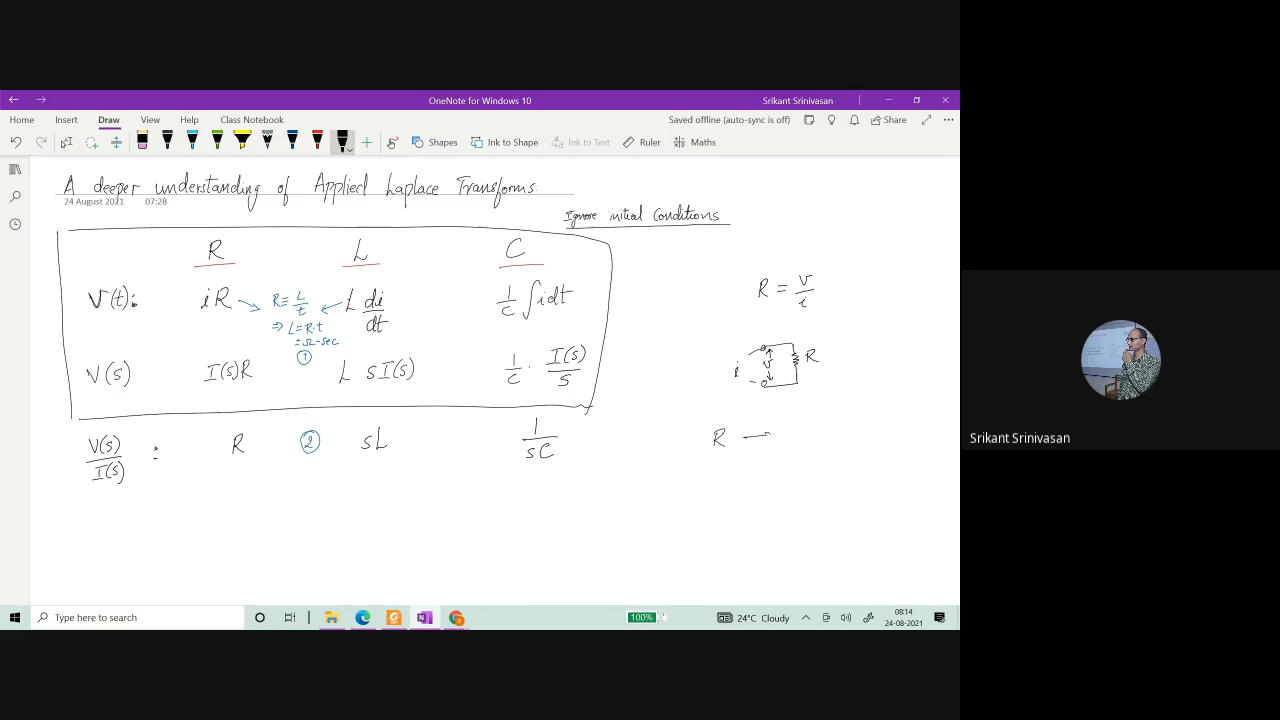 OneNote for Windows 10
Srikant Srinivasan
Home Insert Draw View Help Class Notebook
Saved offline (auto-sync is off)
Share
Shapes Ink to Shape Ink to Text Ruler Maths
A deeper understanding of Applied Laplace Transforms.
24 August 2021 07:28
Ignore initial Conditions
R L C
V(t): iR R ≡ L/t L di/dt 1/C ∫ i dt
⇒ L = R·t
= Ω-sec
①
V(s) I(s)R L sI(s) 1/C · I(s)/s
V(s)/I(s) : R ② sL 1/sC
R = V/i
i V R
R —
Srikant Srinivasan
Type here to search
100%
24°C Cloudy
08:14
24-08-2021